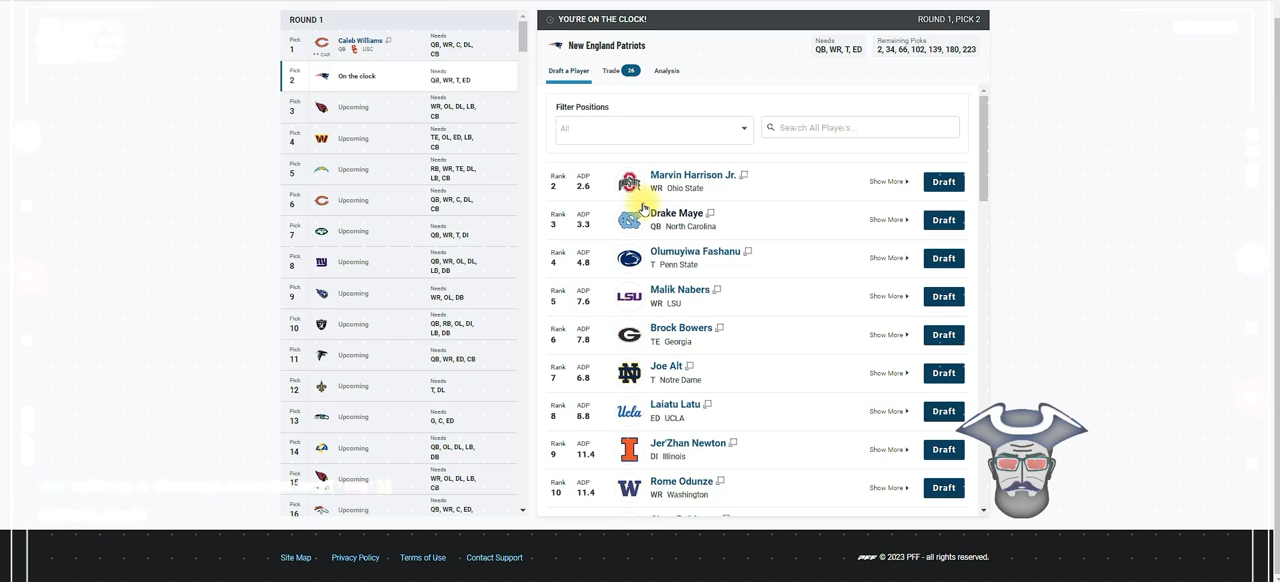 ROUND 1
Pick
1
Caleb Williams
QB USC
CAR
Needs
QB, WR, C, DL,
CB
Pick
2
On the clock
Needs
QB, WR, T, ED
Pick
3
Upcoming
Needs
WR, OL, DL, LB,
CB
Pick
4
Upcoming
Needs
TE, OL, ED, LB,
CB
Pick
5
Upcoming
Needs
RB, WR, TE, DL,
LB, CB
Pick
6
Upcoming
Needs
QB, WR, C, DL,
CB
Pick
7
Upcoming
Needs
QB, WR, T, DI
Pick
8
Upcoming
Needs
QB, WR, OL, DL,
LB, DB
Pick
9
Upcoming
Needs
WR, OL, DB
Pick
10
Upcoming
Needs
QB, RB, OL, DI,
LB, DB
Pick
11
Upcoming
Needs
QB, WR, ED, CB
Pick
12
Upcoming
Needs
T, DL
Pick
13
Upcoming
Needs
G, C, ED
Pick
14
Upcoming
Needs
QB, OL, DL, LB,
DB
Pick
15
Upcoming
Needs
WR, OL, DL, LB,
CB
Pick
16
Upcoming
Needs
QB, WR, C, ED,
YOU'RE ON THE CLOCK!
ROUND 1, PICK 2
New England Patriots
Needs
QB, WR, T, ED
Remaining Picks
2, 34, 66, 102, 139, 180, 223
Draft a Player Trade 26 Analysis
Filter Positions
All
Search All Players...
Rank ADP
2 2.6
OHIO STATE
Marvin Harrison Jr.
WR Ohio State
Show More
Draft
Rank ADP
3 3.3
Drake Maye
QB North Carolina
Show More
Draft
Rank ADP
4 4.8
Olumuyiwa Fashanu
T Penn State
Show More
Draft
Rank ADP
5 7.6
LSU
Malik Nabers
WR LSU
Show More
Draft
Rank ADP
6 7.8
G
Brock Bowers
TE Georgia
Show More
Draft
Rank ADP
7 6.8
Joe Alt
T Notre Dame
Show More
Draft
Rank ADP
8 8.8
Ucla
Laiatu Latu
ED UCLA
Show More
Draft
Rank ADP
9 11.4
I
Jer'Zhan Newton
DI Illinois
Show More
Draft
Rank ADP
10 11.4
W
Rome Odunze
WR Washington
Show More
Draft
Site Map Privacy Policy Terms of Use Contact Support
PFF © 2023 PFF - all rights reserved.